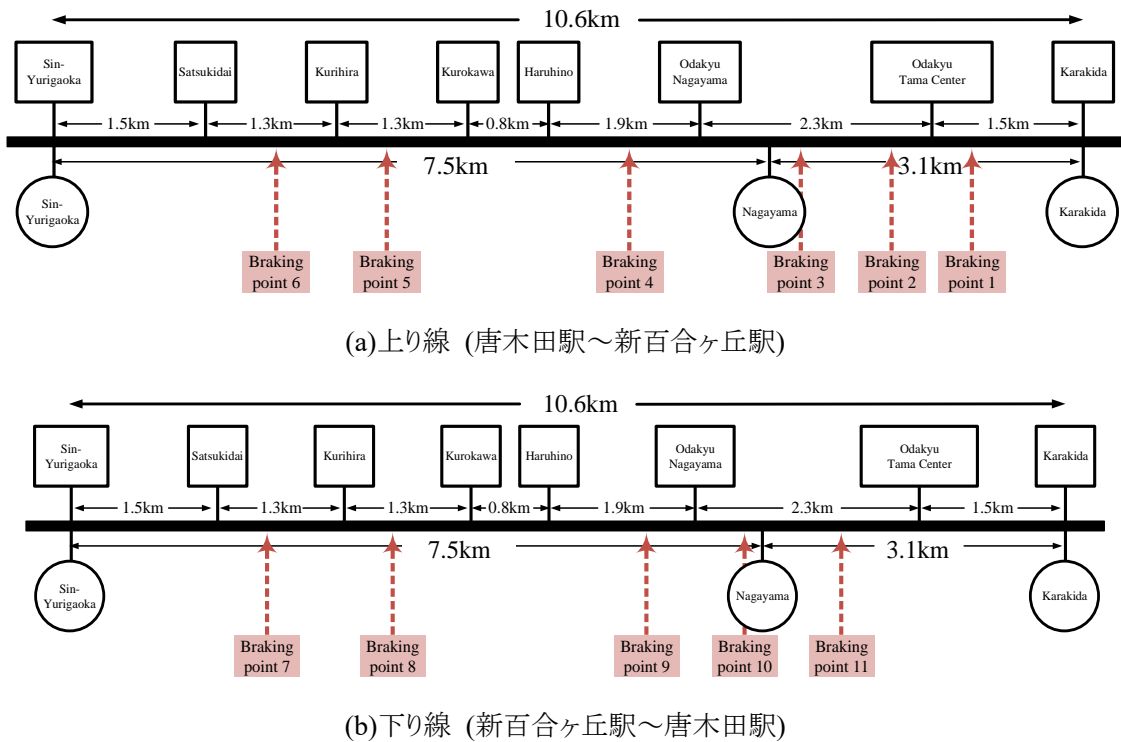 10.6km
Sin-
Yurigaoka
Satsukidai
Kurihira
Kurokawa
Haruhino
Odakyu
Nagayama
Odakyu
Tama Center
Karakida
1.5km
1.3km
1.3km
0.8km
1.9km
2.3km
1.5km
7.5km
3.1km
Sin-
Yurigaoka
Nagayama
Karakida
Braking
point 6
Braking
point 5
Braking
point 4
Braking
point 3
Braking
point 2
Braking
point 1
(a)上り線 (唐木田駅～新百合ヶ丘駅)
10.6km
Sin-
Yurigaoka
Satsukidai
Kurihira
Kurokawa
Haruhino
Odakyu
Nagayama
Odakyu
Tama Center
Karakida
1.5km
1.3km
1.3km
0.8km
1.9km
2.3km
1.5km
7.5km
3.1km
Sin-
Yurigaoka
Nagayama
Karakida
Braking
point 7
Braking
point 8
Braking
point 9
Braking
point 10
Braking
point 11
(b)下り線 (新百合ヶ丘駅～唐木田駅)